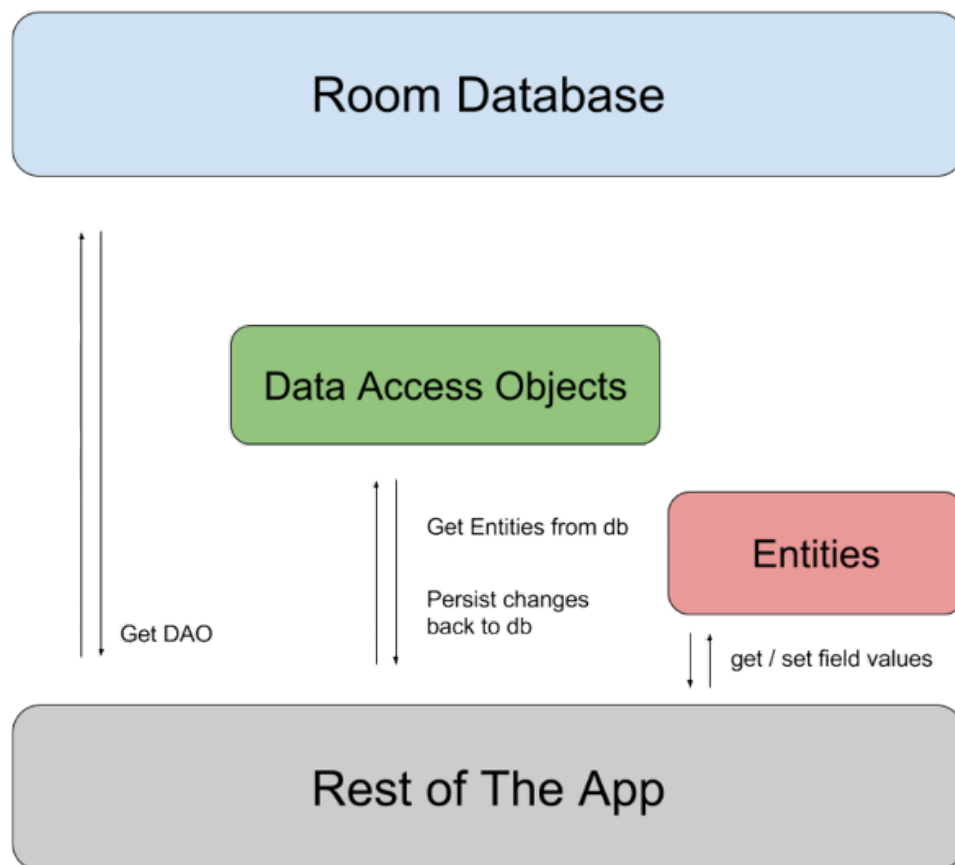 Room Database
Data Access Objects
Get Entities from db
Entities
Persist changes
back to db
Get DAO
get / set field values
Rest of The App